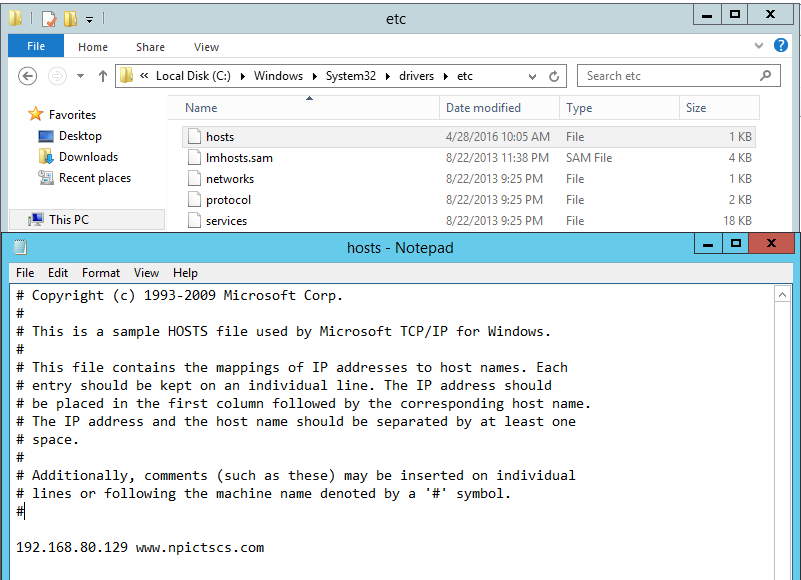 etc
File Home Share View
« Local Disk (C:) Windows System32 drivers etc
Search etc
Name Date modified Type Size
Favorites
Desktop
Downloads
Recent places
This PC
hosts 4/28/2016 10:05 AM File 1 KB
lmhosts.sam 8/22/2013 11:38 PM SAM File 4 KB
networks 8/22/2013 9:25 PM File 1 KB
protocol 8/22/2013 9:25 PM File 2 KB
services 8/22/2013 9:25 PM File 18 KB
hosts - Notepad
File Edit Format View Help
# Copyright (c) 1993-2009 Microsoft Corp.
#
# This is a sample HOSTS file used by Microsoft TCP/IP for Windows.
#
# This file contains the mappings of IP addresses to host names. Each
# entry should be kept on an individual line. The IP address should
# be placed in the first column followed by the corresponding host name.
# The IP address and the host name should be separated by at least one
# space.
#
# Additionally, comments (such as these) may be inserted on individual
# lines or following the machine name denoted by a '#' symbol.
#
192.168.80.129 www.npictscs.com